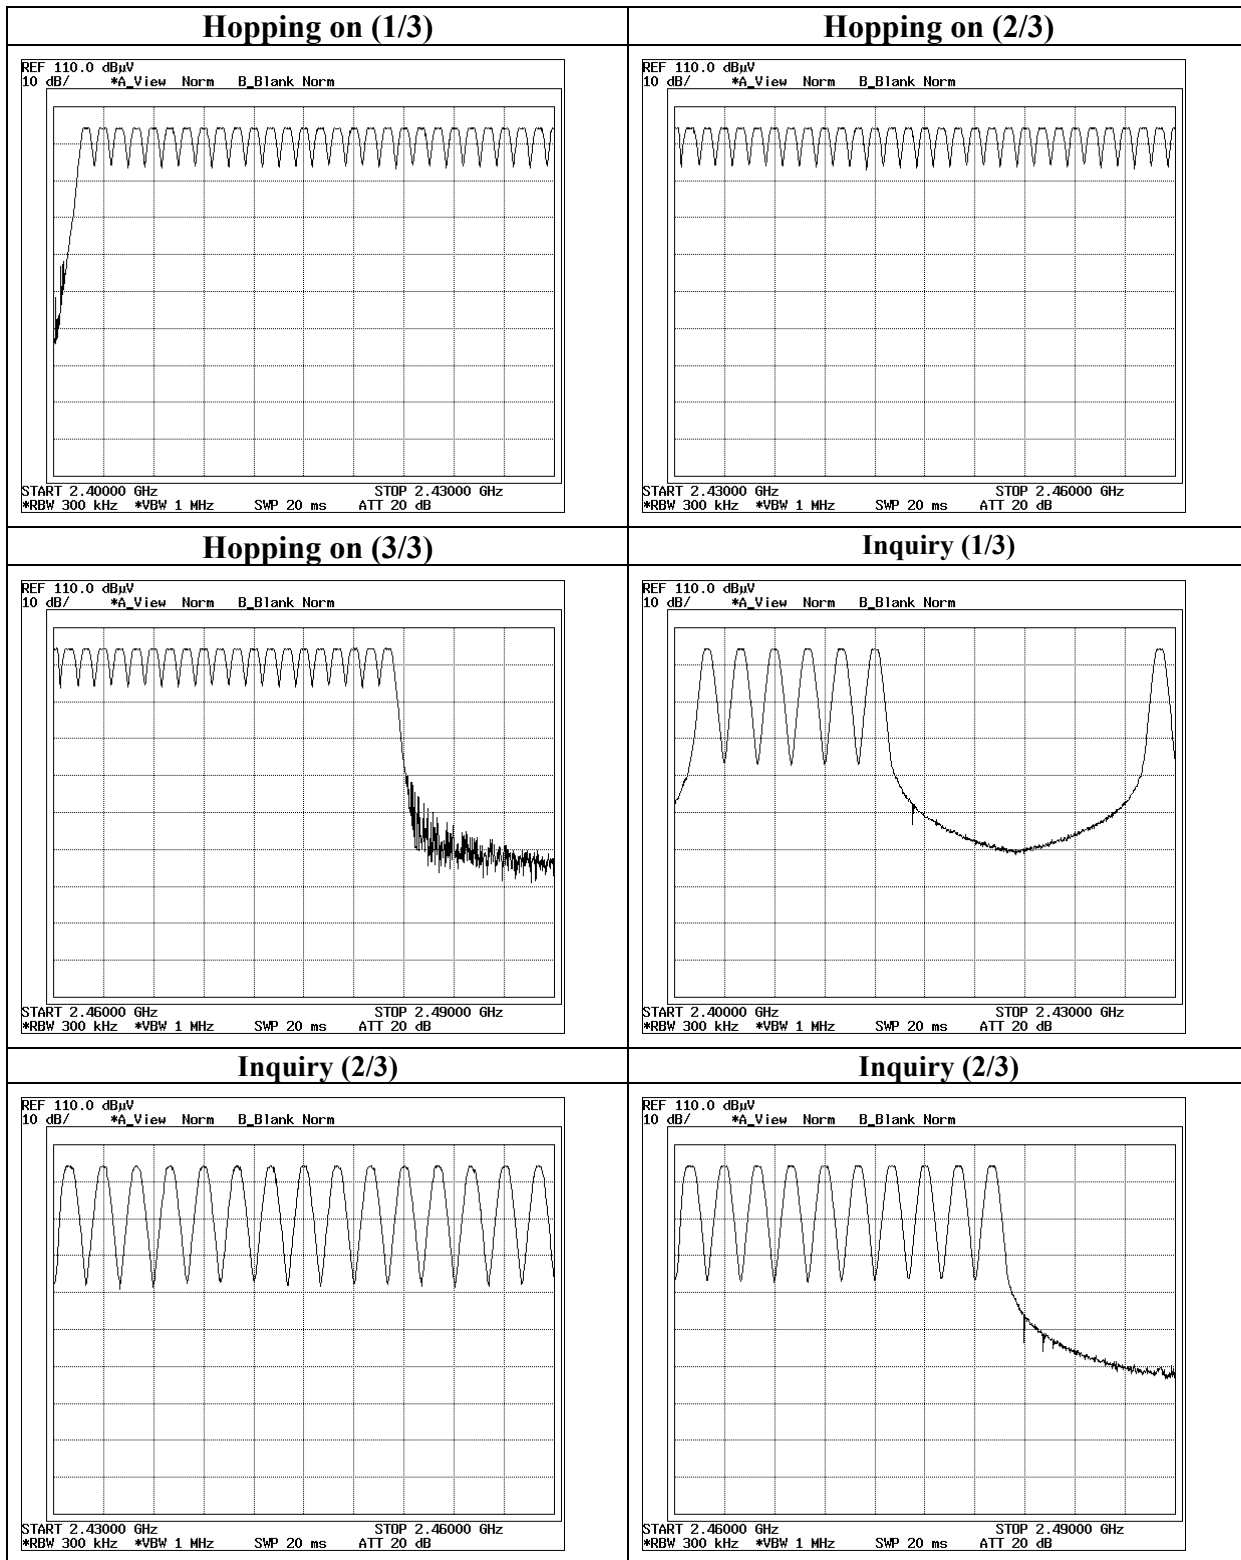 Hopping on (1/3)
REF 110.0 dBµV
10 dB/ *A_View Norm B_Blank Norm
START 2.40000 GHz STOP 2.43000 GHz
*RBW 300 kHz *VBW 1 MHz SWP 20 ms ATT 20 dB
Hopping on (2/3)
REF 110.0 dBµV
10 dB/ *A_View Norm B_Blank Norm
START 2.43000 GHz STOP 2.46000 GHz
*RBW 300 kHz *VBW 1 MHz SWP 20 ms ATT 20 dB
Hopping on (3/3)
REF 110.0 dBµV
10 dB/ *A_View Norm B_Blank Norm
START 2.46000 GHz STOP 2.49000 GHz
*RBW 300 kHz *VBW 1 MHz SWP 20 ms ATT 20 dB
Inquiry (1/3)
REF 110.0 dBµV
10 dB/ *A_View Norm B_Blank Norm
START 2.40000 GHz STOP 2.43000 GHz
*RBW 300 kHz *VBW 1 MHz SWP 20 ms ATT 20 dB
Inquiry (2/3)
REF 110.0 dBµV
10 dB/ *A_View Norm B_Blank Norm
START 2.43000 GHz STOP 2.46000 GHz
*RBW 300 kHz *VBW 1 MHz SWP 20 ms ATT 20 dB
Inquiry (2/3)
REF 110.0 dBµV
10 dB/ *A_View Norm B_Blank Norm
START 2.46000 GHz STOP 2.49000 GHz
*RBW 300 kHz *VBW 1 MHz SWP 20 ms ATT 20 dB